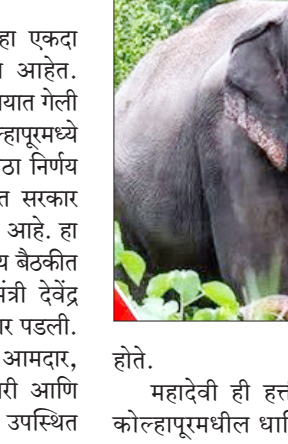 हा एकदा
आहेत.
यात गेली
ल्हापूरमध्ये
ठा निर्णय
त सरकार
आहे. हा
य बैठकीत
मंत्री देवेंद्र
र पडली.
आमदार,
री आणि
उपस्थित
होते.
महादेवी ही हत्त
कोल्हापूरमधील धार्मि